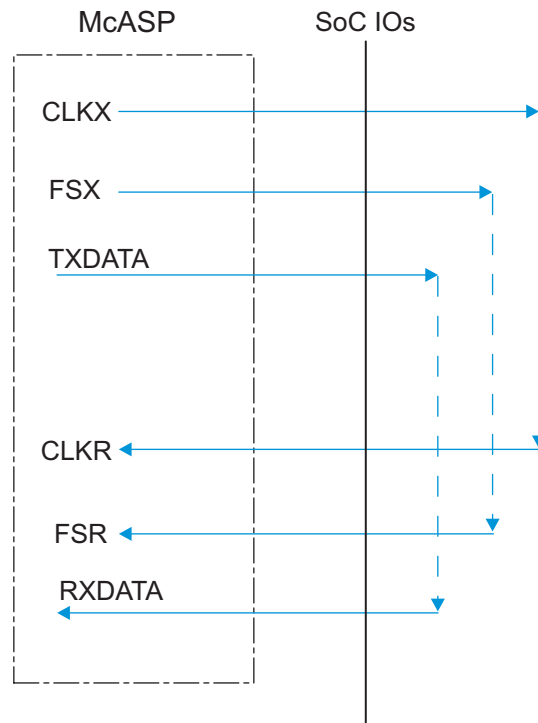 McASP
SoC IOs
CLKX
FSX
TXDATA
CLKR
FSR
RXDATA